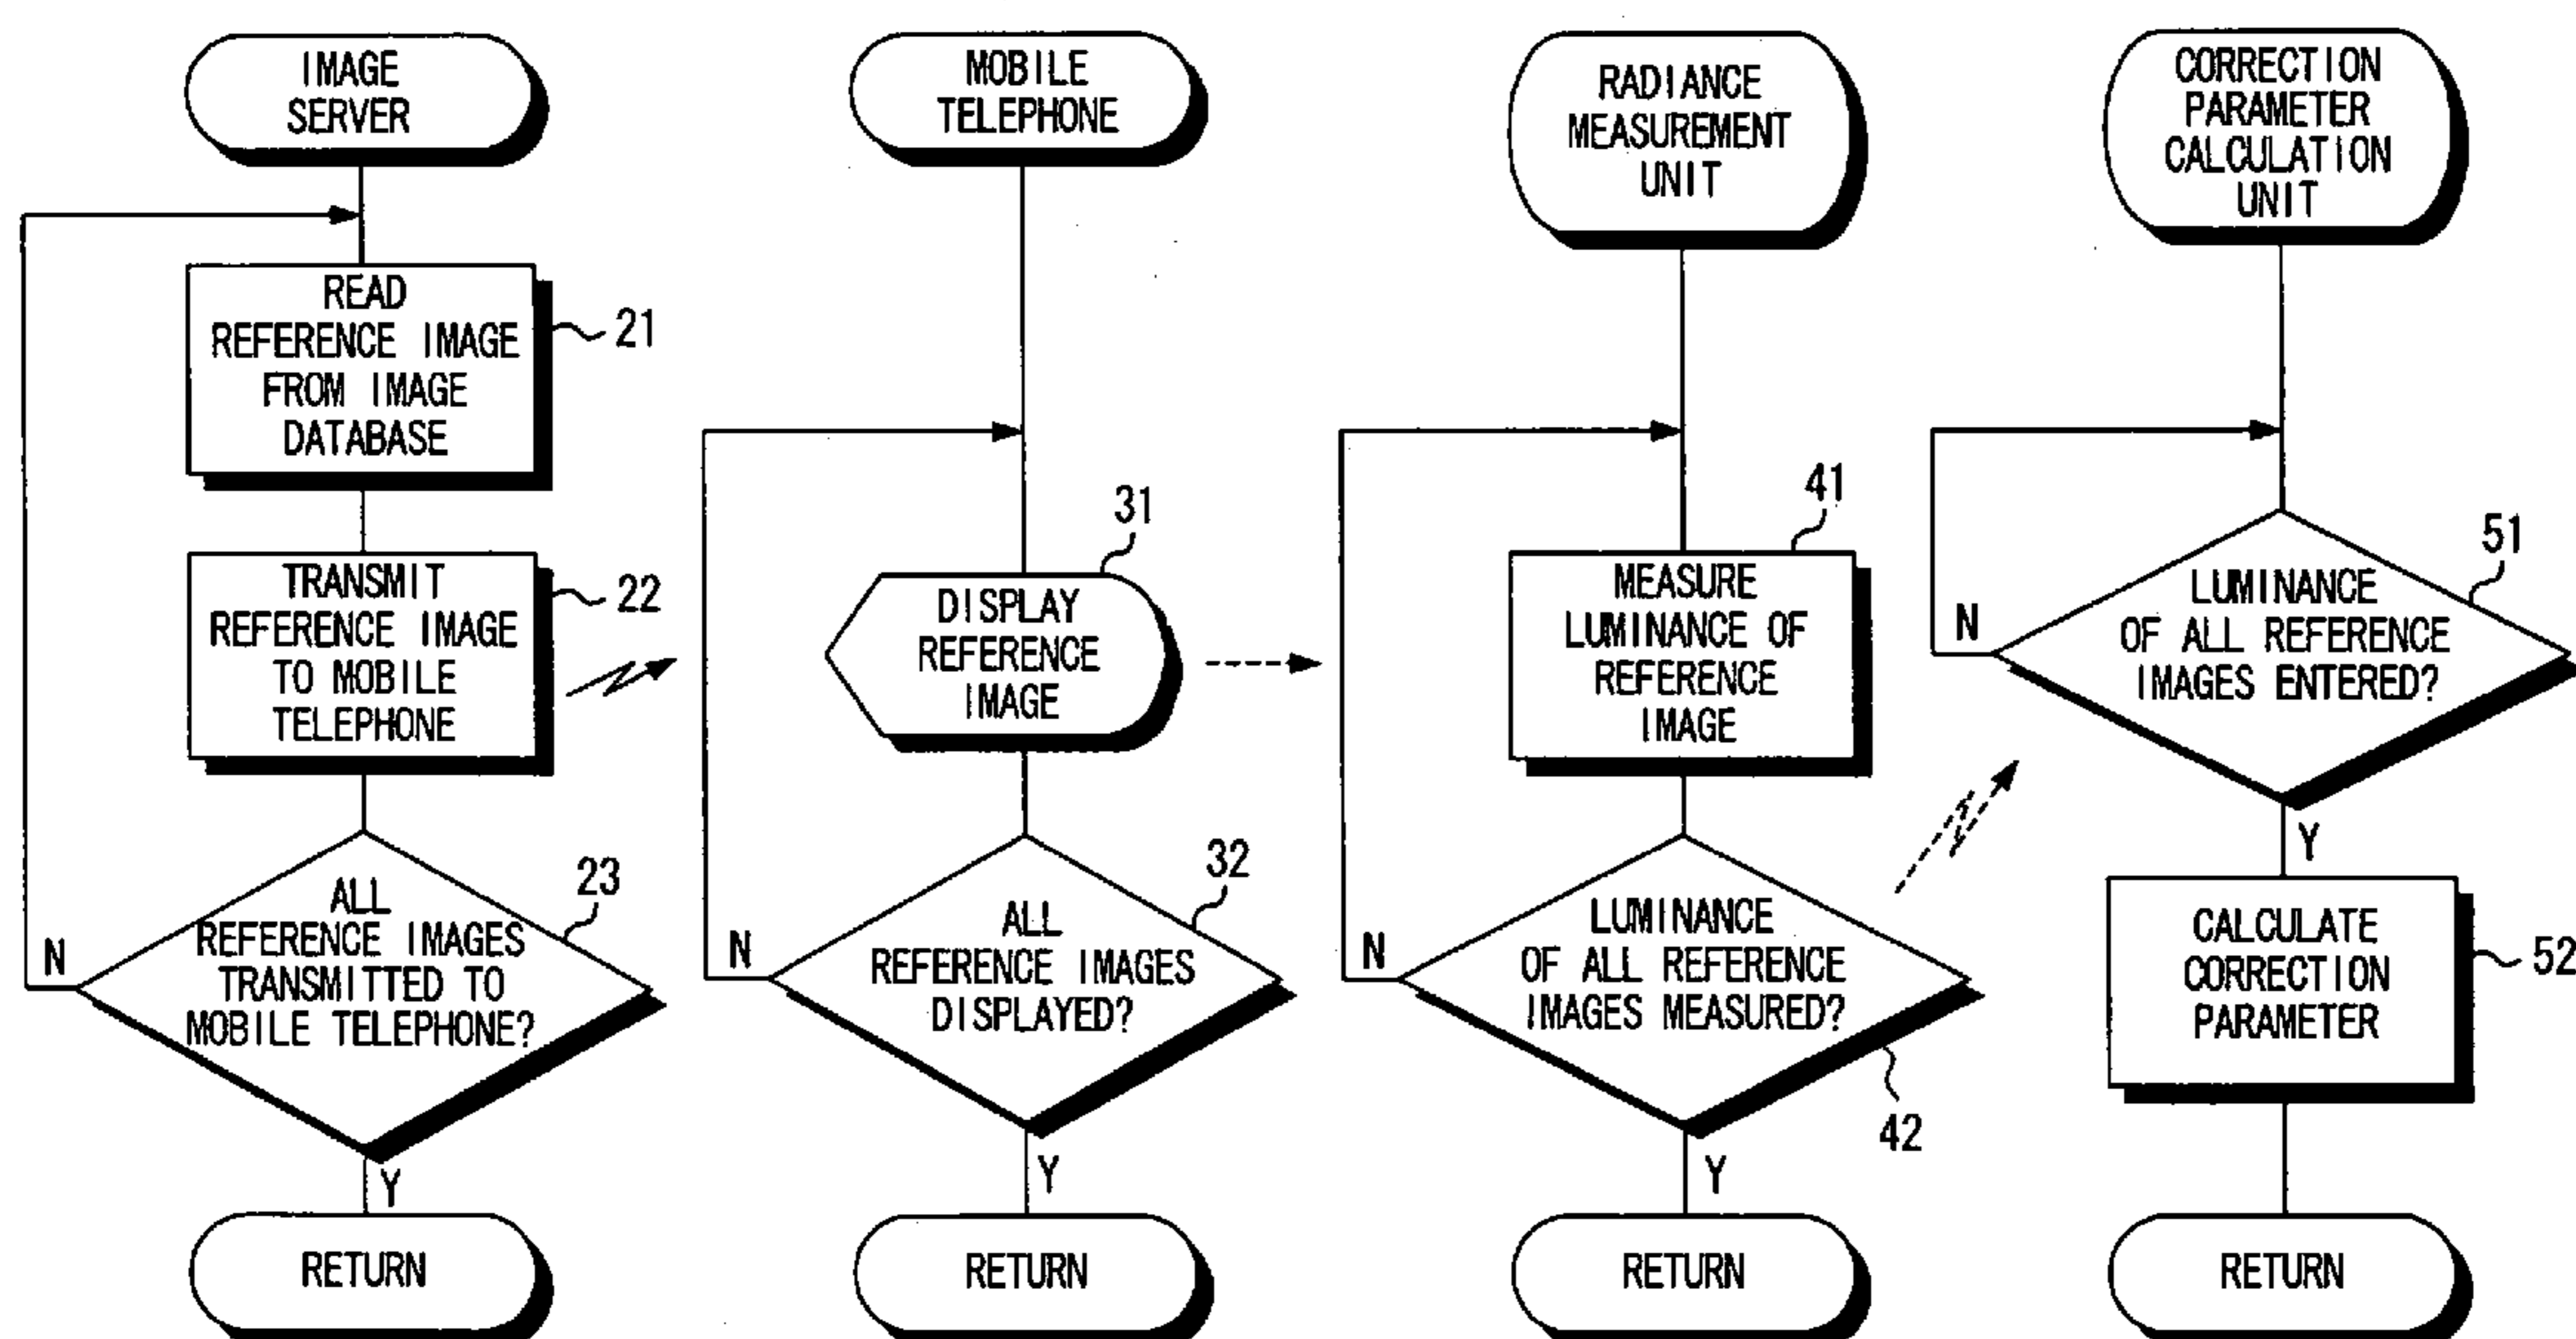 IMAGE
SERVER
READ
REFERENCE IMAGE
FROM IMAGE
DATABASE
21
TRANSMIT
REFERENCE IMAGE
TO MOBILE
TELEPHONE
22
ALL
REFERENCE IMAGES
TRANSMITTED TO
MOBILE TELEPHONE?
23
N
Y
RETURN
MOBILE
TELEPHONE
31
DISPLAY
REFERENCE
IMAGE
32
ALL
REFERENCE IMAGES
DISPLAYED?
N
Y
RETURN
RADIANCE
MEASUREMENT
UNIT
41
MEASURE
LUMINANCE OF
REFERENCE
IMAGE
LUMINANCE
OF ALL REFERENCE
IMAGES MEASURED?
N
42
Y
RETURN
CORRECTION
PARAMETER
CALCULATION
UNIT
51
LUMINANCE
OF ALL REFERENCE
IMAGES ENTERED?
N
Y
CALCULATE
CORRECTION
PARAMETER
52
RETURN